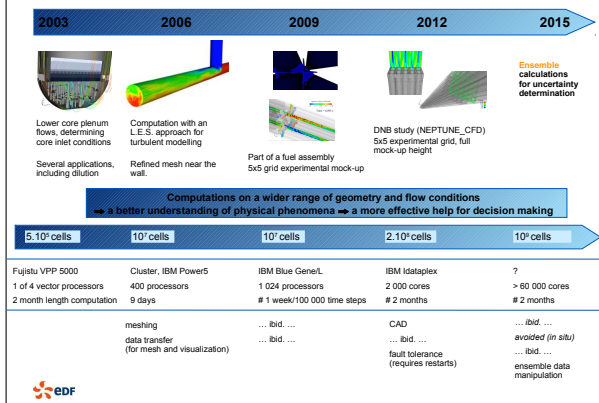 2003 2006 2009 2012 2015
Lower core plenum
flows, determining
core inlet conditions
Several applications,
including dilution
Computation with an
L.E.S. approach for
turbulent modelling
Refined mesh near the
wall.
Part of a fuel assembly
5x5 grid experimental mock-up
DNB study (NEPTUNE_CFD)
5x5 experimental grid, full
mock-up height
Ensemble
calculations
for uncertainty
determination
Computations on a wider range of geometry and flow conditions
➡ a better understanding of physical phenomena ➡ a more effective help for decision making
5.10⁵ cells 10⁷ cells 10⁷ cells 2.10⁸ cells 10⁹ cells
Fujistu VPP 5000
1 of 4 vector processors
2 month length computation
Cluster, IBM Power5
400 processors
9 days
IBM Blue Gene/L
1 024 processors
# 1 week/100 000 time steps
IBM Idataplex
2 000 cores
# 2 months
?
> 60 000 cores
# 2 months
meshing
data transfer
(for mesh and visualization)
… ibid. …
… ibid. …
CAD
… ibid. …
fault tolerance
(requires restarts)
… ibid. …
avoided (in situ)
… ibid. …
ensemble data
manipulation
eDF